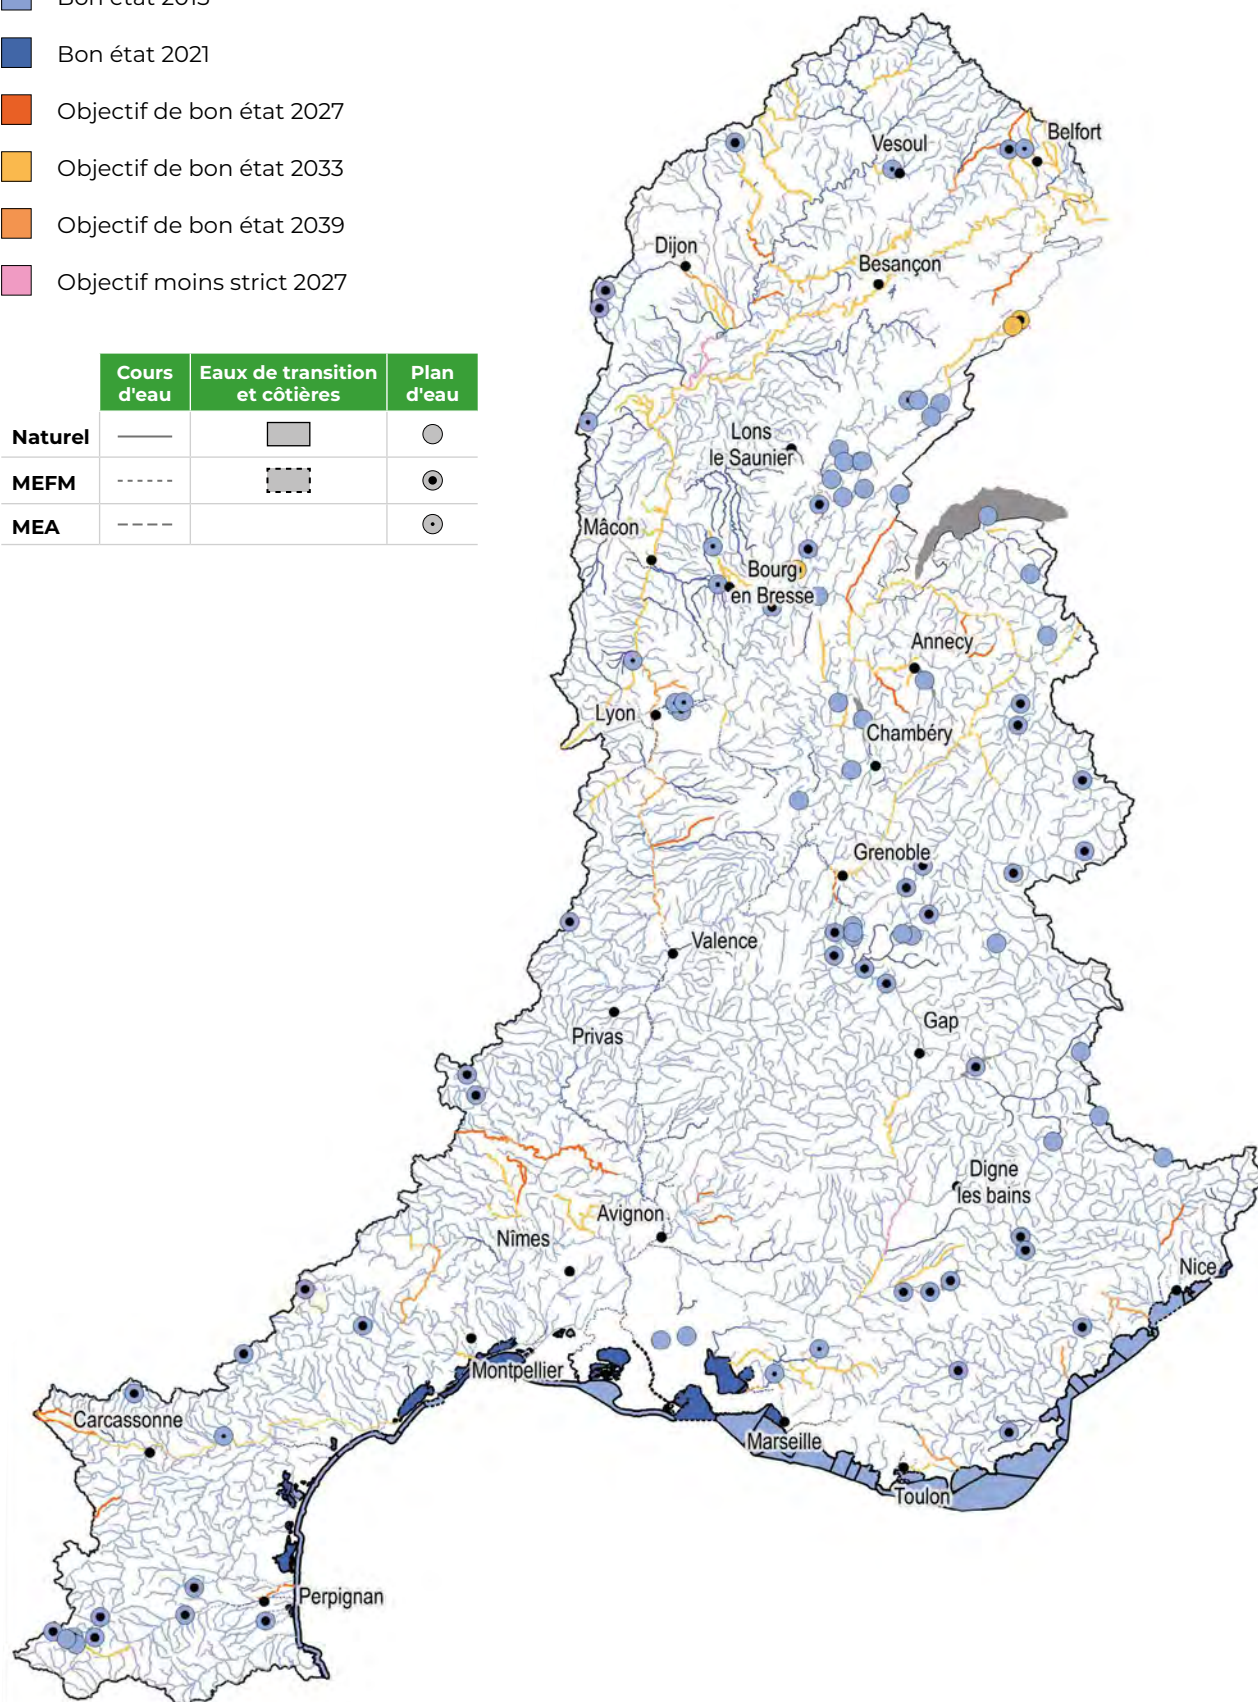 Bon état 2015
Bon état 2021
Objectif de bon état 2027
Objectif de bon état 2033
Objectif de bon état 2039
Objectif moins strict 2027
Cours d'eau
Eaux de transition et côtières
Plan d'eau
Naturel
MEFM
MEA
Belfort
Vesoul
Dijon
Besançon
Lons
le Saunier
Mâcon
Bourg
en Bresse
Annecy
Lyon
Chambéry
Grenoble
Valence
Privas
Gap
Digne
les bains
Avignon
Nîmes
Nice
Montpellier
Carcassonne
Marseille
Toulon
Perpignan